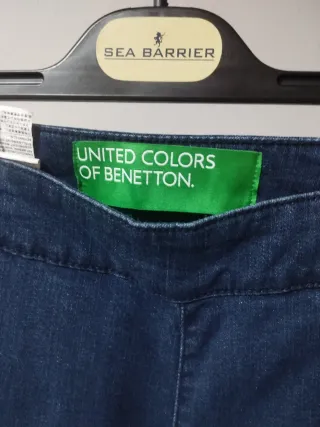 SEA BARRIER
UNITED COLORS
OF BENETTON.